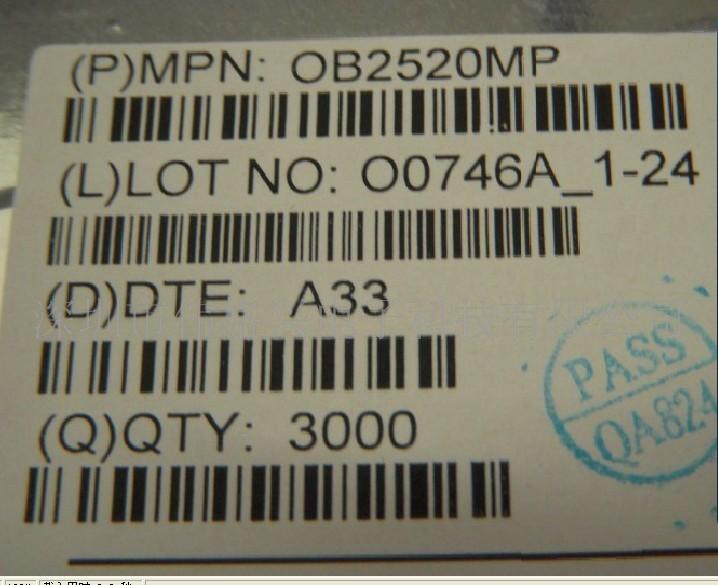 (P)MPN: OB2520MP
(L)LOT NO: O0746A_1-24
(D)DTE: A33
(Q)QTY: 3000
PASS
QA824